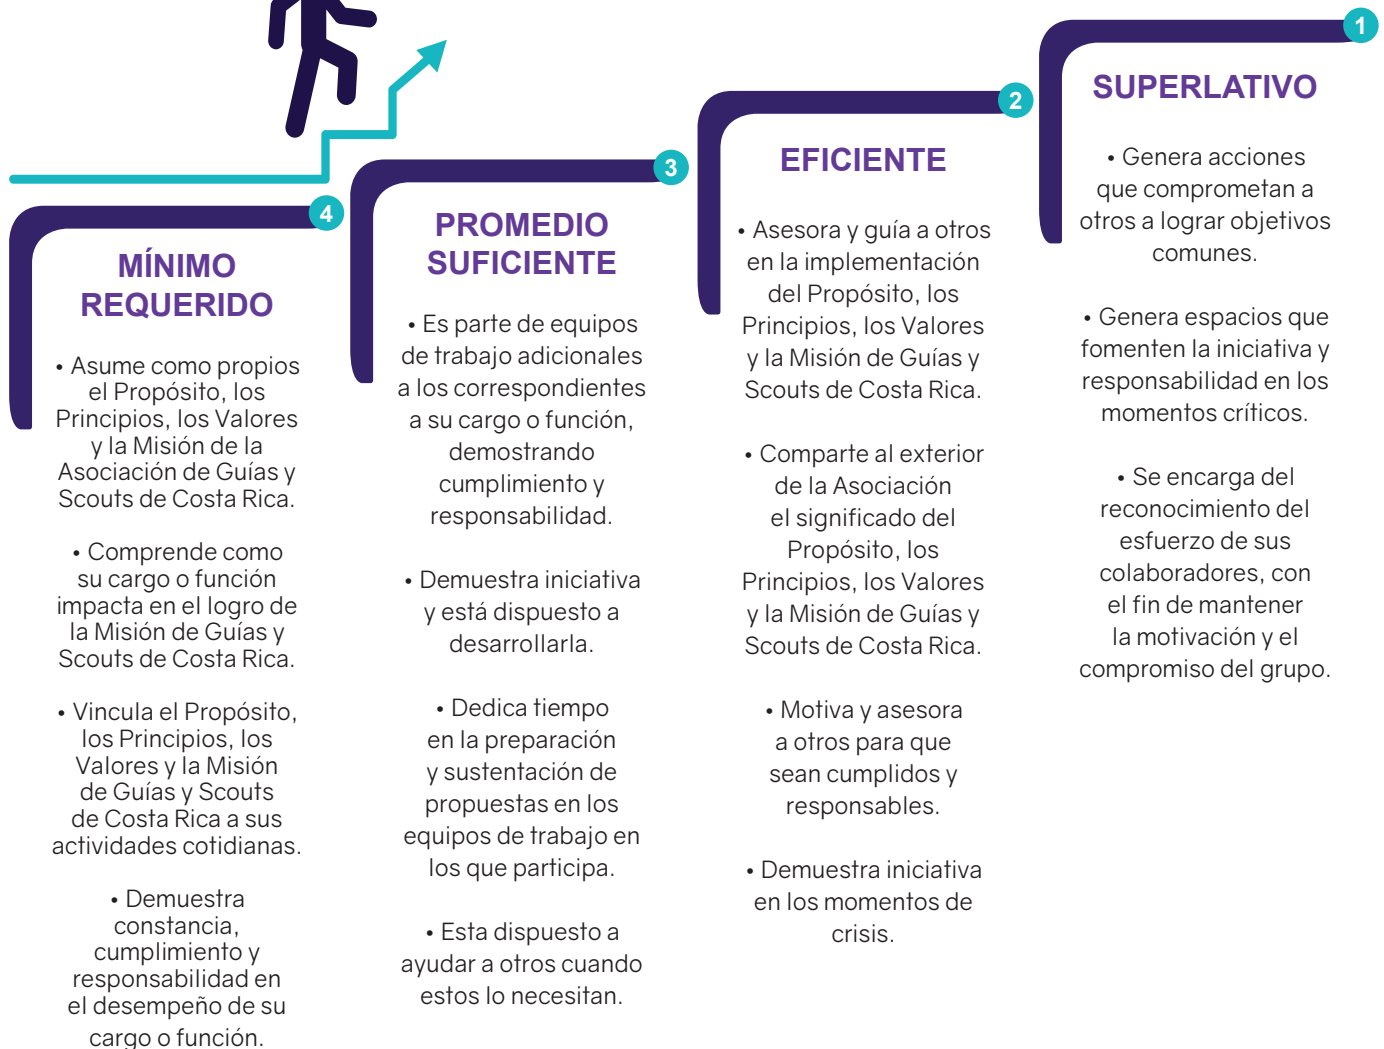 4
MÍNIMO
REQUERIDO
• Asume como propios
el Propósito, los
Principios, los Valores
y la Misión de la
Asociación de Guías y
Scouts de Costa Rica.
• Comprende como
su cargo o función
impacta en el logro de
la Misión de Guías y
Scouts de Costa Rica.
• Vincula el Propósito,
los Principios, los
Valores y la Misión
de Guías y Scouts
de Costa Rica a sus
actividades cotidianas.
• Demuestra
constancia,
cumplimiento y
responsabilidad en
el desempeño de su
cargo o función.
3
PROMEDIO
SUFICIENTE
• Es parte de equipos
de trabajo adicionales
a los correspondientes
a su cargo o función,
demostrando
cumplimiento y
responsabilidad.
• Demuestra iniciativa
y está dispuesto a
desarrollarla.
• Dedica tiempo
en la preparación
y sustentación de
propuestas en los
equipos de trabajo en
los que participa.
• Esta dispuesto a
ayudar a otros cuando
estos lo necesitan.
2
EFICIENTE
• Asesora y guía a otros
en la implementación
del Propósito, los
Principios, los Valores
y la Misión de Guías y
Scouts de Costa Rica.
• Comparte al exterior
de la Asociación
el significado del
Propósito, los
Principios, los Valores
y la Misión de Guías y
Scouts de Costa Rica.
• Motiva y asesora
a otros para que
sean cumplidos y
responsables.
• Demuestra iniciativa
en los momentos de
crisis.
1
SUPERLATIVO
• Genera acciones
que comprometan a
otros a lograr objetivos
comunes.
• Genera espacios que
fomenten la iniciativa y
responsabilidad en los
momentos críticos.
• Se encarga del
reconocimiento del
esfuerzo de sus
colaboradores, con
el fin de mantener
la motivación y el
compromiso del grupo.